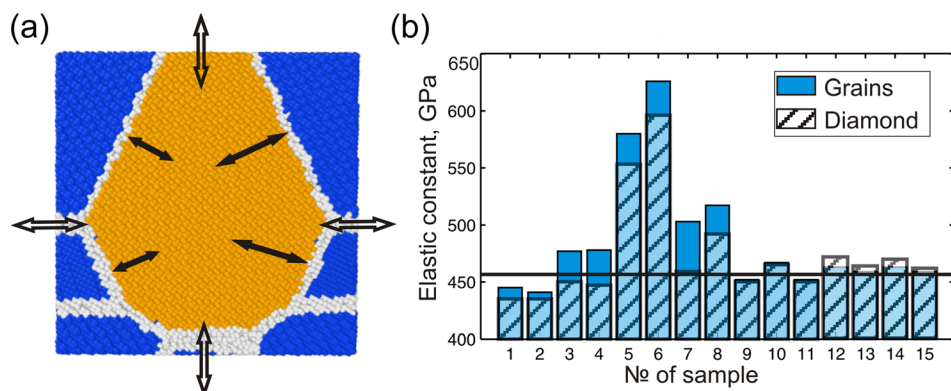 (a)
(b)
Elastic constant, GPa
650
600
550
500
450
400
Grains
Diamond
1 2 3 4 5 6 7 8 9 10 11 12 13 14 15
№ of sample